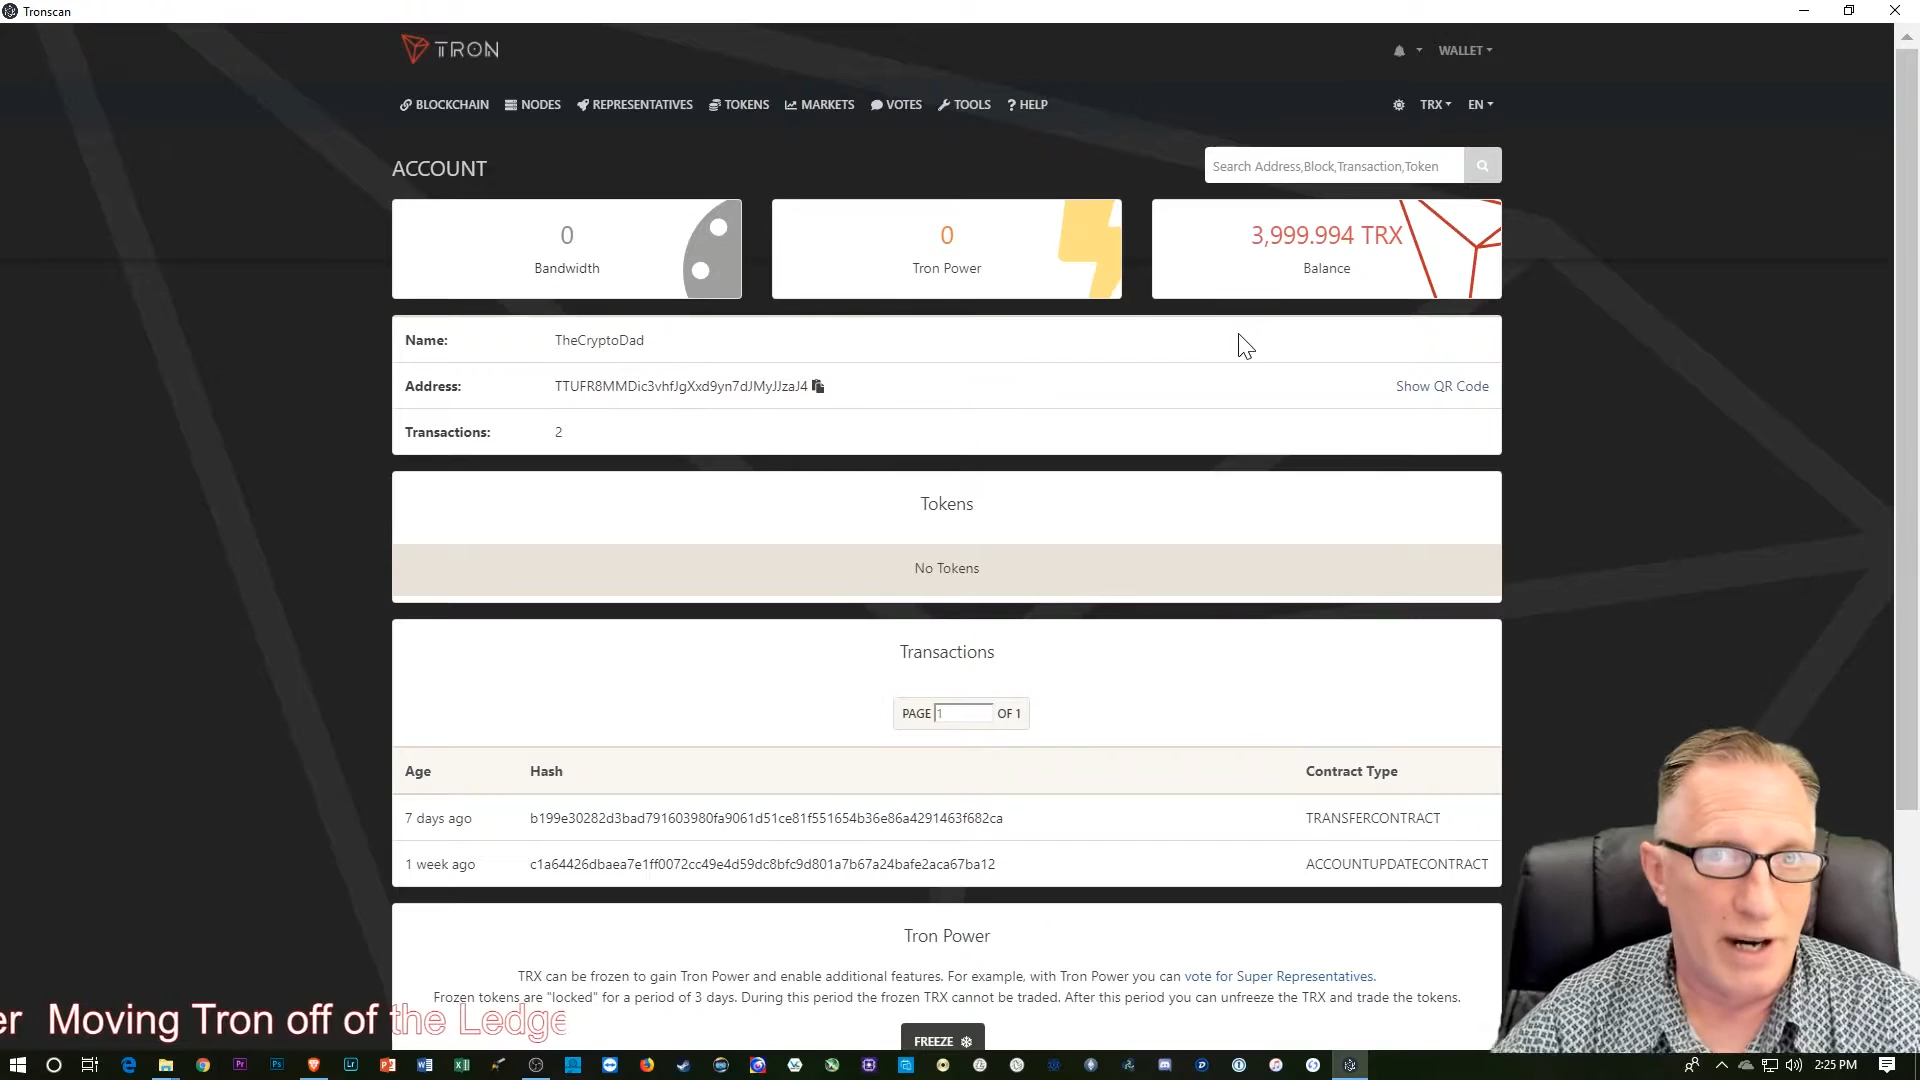 Tronscan
TRON
WALLET
BLOCKCHAIN NODES REPRESENTATIVES TOKENS MARKETS VOTES TOOLS ? HELP TRX EN
ACCOUNT
Search Address,Block,Transaction,Token
0
Bandwidth
0
Tron Power
3,999.994 TRX
Balance
Name: TheCryptoDad
Address: TTUFR8MMDic3vhfJgXxd9yn7dJMyJJzaJ4 Show QR Code
Transactions: 2
Tokens
No Tokens
Transactions
PAGE 1 OF 1
Age Hash Contract Type
7 days ago b199e30282d3bad791603980fa9061d51ce81f551654b36e86a4291463f682ca TRANSFERCONTRACT
1 week ago c1a64426dbaea7e1ff0072cc49e4d59dc8bfc9d801a7b67a24bafe2aca67ba12 ACCOUNTUPDATECONTRACT
Tron Power
TRX can be frozen to gain Tron Power and enable additional features. For example, with Tron Power you can vote for Super Representatives.
Frozen tokens are "locked" for a period of 3 days. During this period the frozen TRX cannot be traded. After this period you can unfreeze the TRX and trade the tokens.
FREEZE
er Moving Tron off of the Ledge
2:25 PM